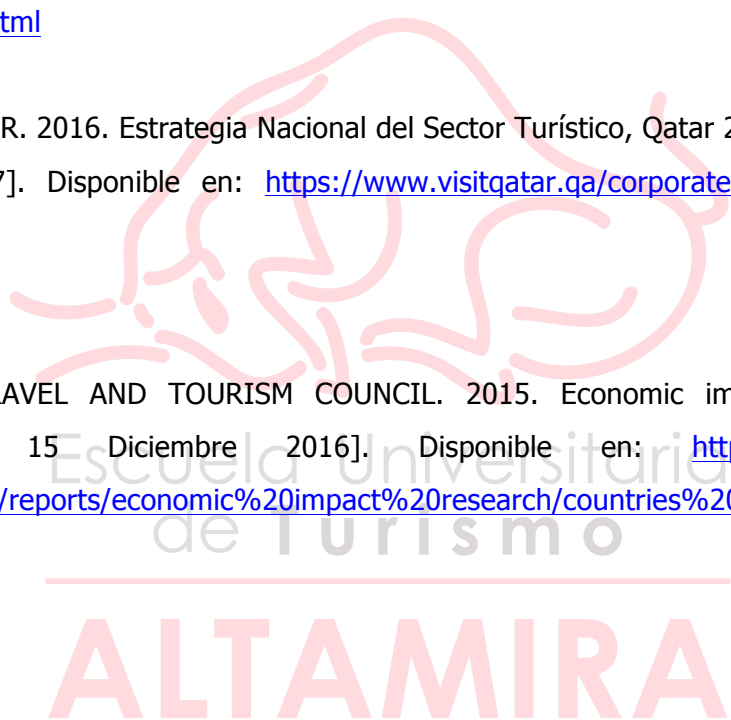 tml
R. 2016. Estrategia Nacional del Sector Turístico, Qatar 2
7]. Disponible en: https://www.visitqatar.qa/corporate
AVEL AND TOURISM COUNCIL. 2015. Economic im
15 Diciembre 2016]. Disponible en: http
/reports/economic%20impact%20research/countries%20
Escuela Universitaria
de Turismo
ALTAMIRA